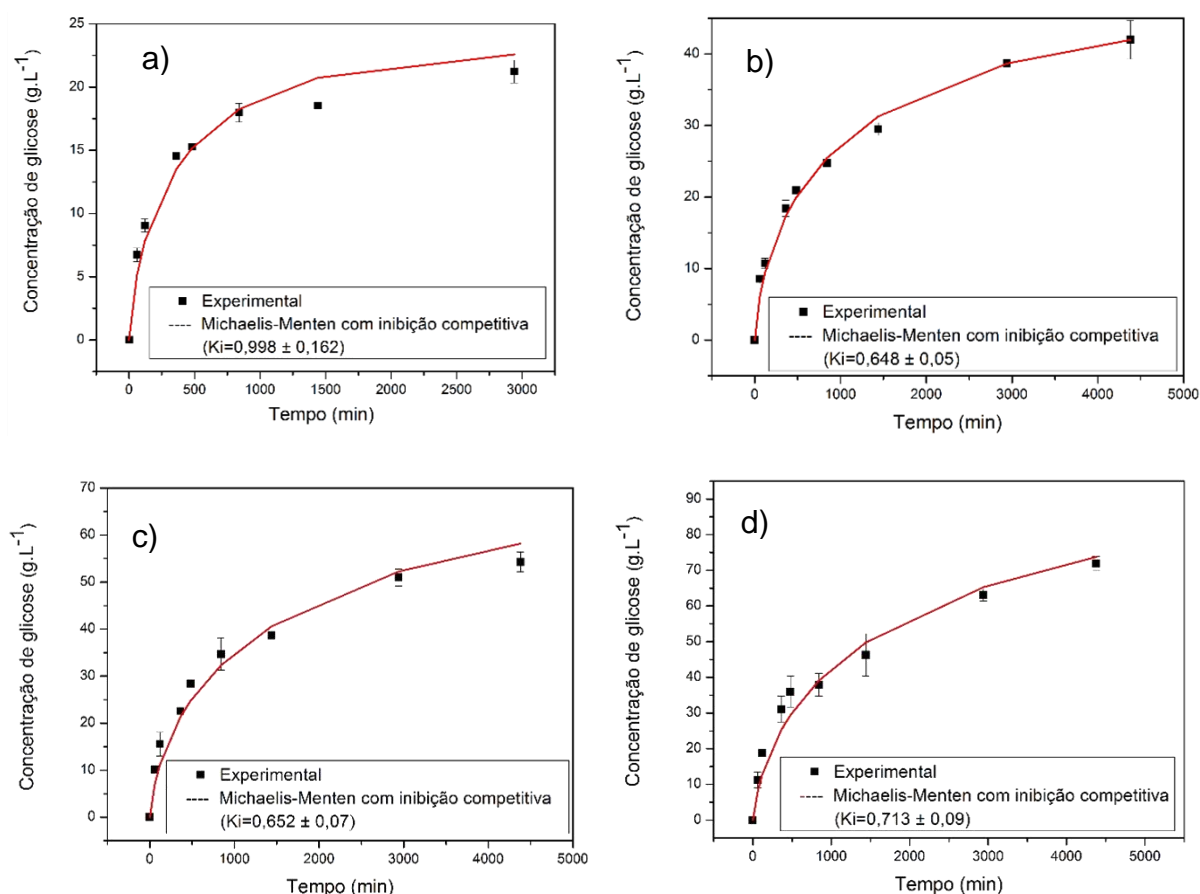 a)
Concentração de glicose (g.L⁻¹)
25
20
15
10
5
0
Experimental
Michaelis-Menten com inibição competitiva
(Ki=0,998 ± 0,162)
0 500 1000 1500 2000 2500 3000
Tempo (min)
b)
Concentração de glicose (g.L⁻¹)
40
30
20
10
0
Experimental
Michaelis-Menten com inibição competitiva
(Ki=0,648 ± 0,05)
0 1000 2000 3000 4000 5000
Tempo (min)
c)
Concentração de glicose (g.L⁻¹)
70
60
50
40
30
20
10
0
Experimental
Michaelis-Menten com inibição competitiva
(Ki=0,652 ± 0,07)
0 1000 2000 3000 4000 5000
Tempo (min)
d)
Concentração de glicose (g.L⁻¹)
90
80
70
60
50
40
30
20
10
0
Experimental
Michaelis-Menten com inibição competitiva
(Ki=0,713 ± 0,09)
0 1000 2000 3000 4000 5000
Tempo (min)